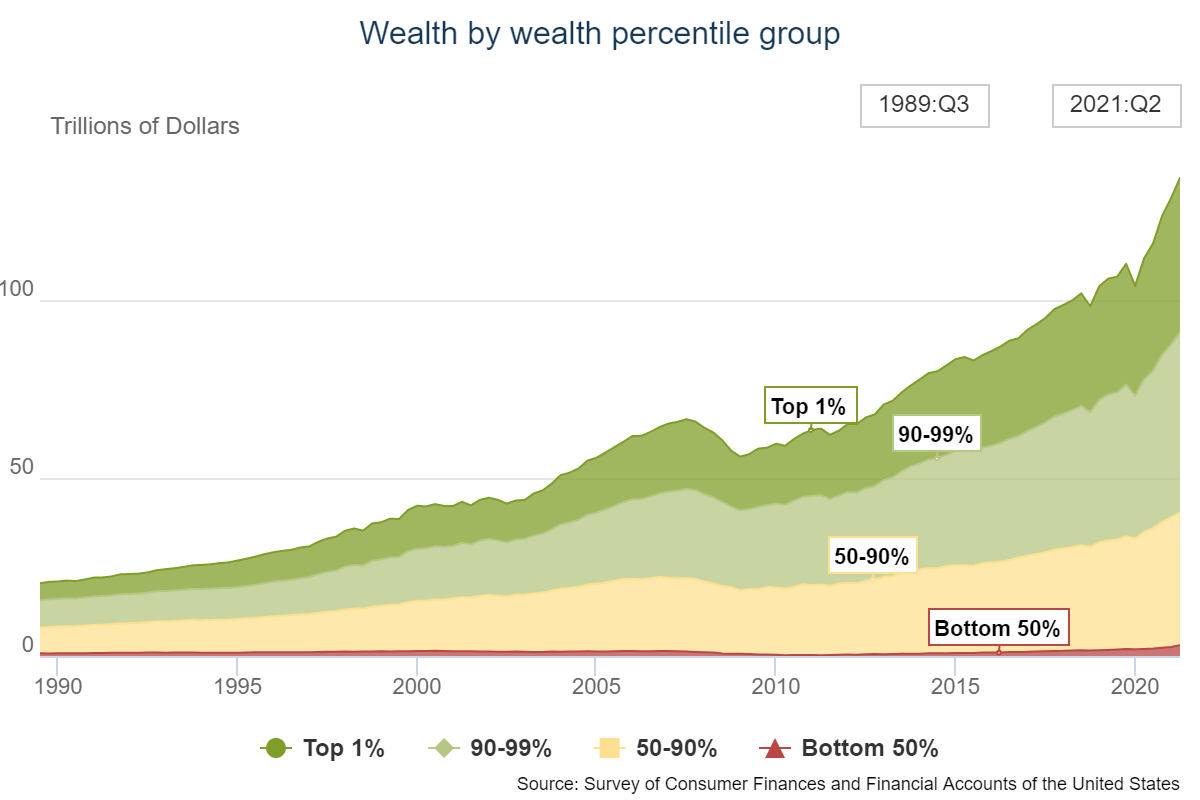 Wealth by wealth percentile group
1989:Q3 2021:Q2
Trillions of Dollars
100
Top 1%
90-99%
50
50-90%
Bottom 50%
0
1990 1995 2000 2005 2010 2015 2020
Top 1% 90-99% 50-90% Bottom 50%
Source: Survey of Consumer Finances and Financial Accounts of the United States